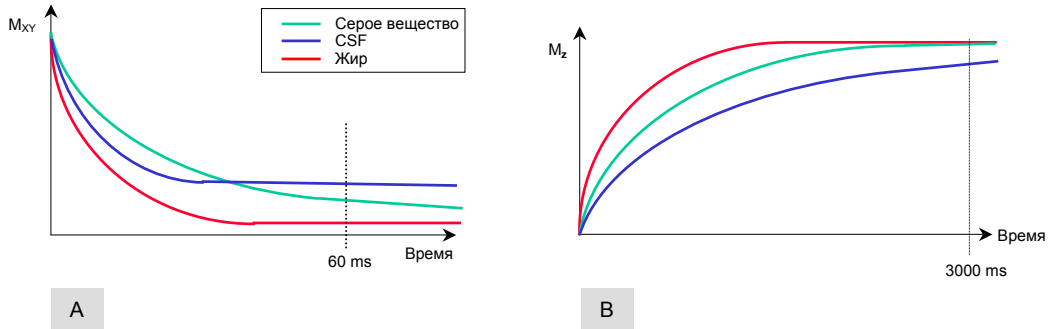 M_XY
Серое вещество
CSF
Жир
Время
60 ms
A
M_z
Время
3000 ms
B